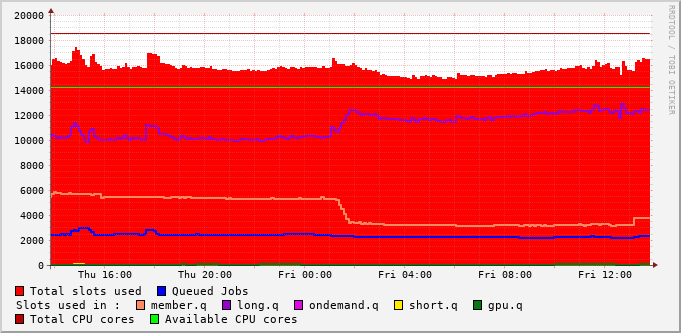 20000
18000
16000
14000
12000
10000
8000
6000
4000
2000
0
Thu 16:00 Thu 20:00 Fri 00:00 Fri 04:00 Fri 08:00 Fri 12:00
Total slots used Queued Jobs
Slots used in : member.q long.q ondemand.q short.q gpu.q
Total CPU cores Available CPU cores
RRDTOOL / TOBI OETIKER